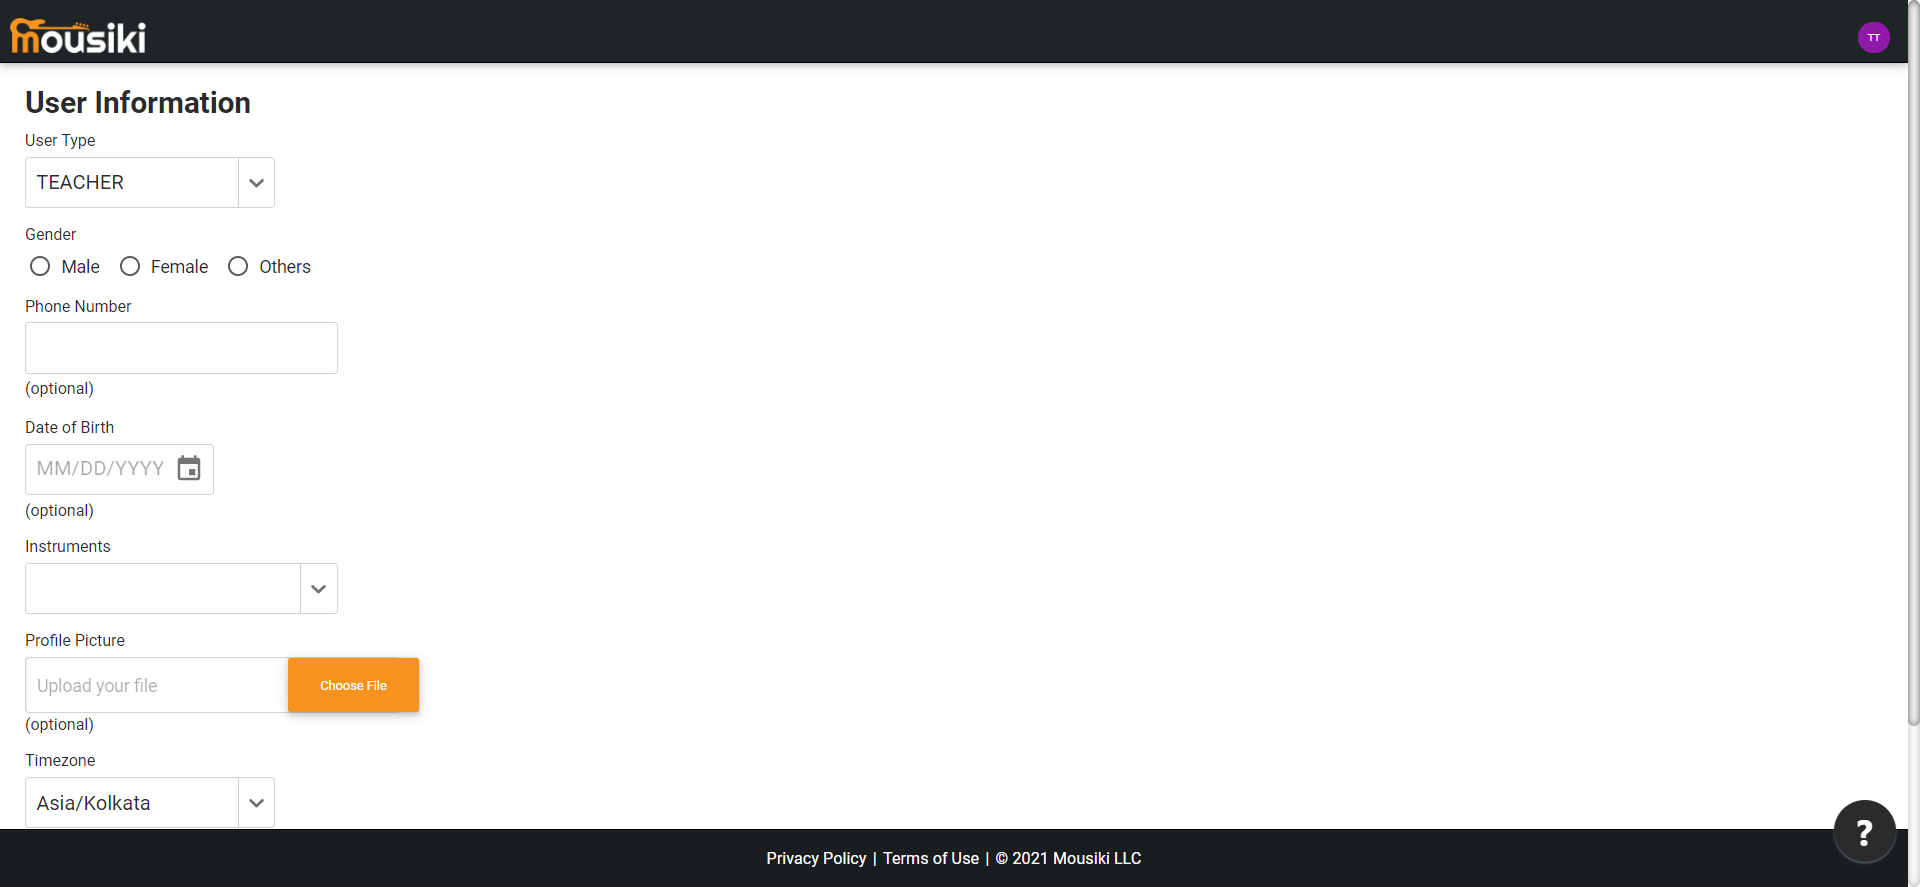 mousiki
TT
User Information
User Type
TEACHER
Gender
Male Female Others
Phone Number
(optional)
Date of Birth
MM/DD/YYYY
(optional)
Instruments
Profile Picture
Upload your file Choose File
(optional)
Timezone
Asia/Kolkata
?
Privacy Policy | Terms of Use | © 2021 Mousiki LLC